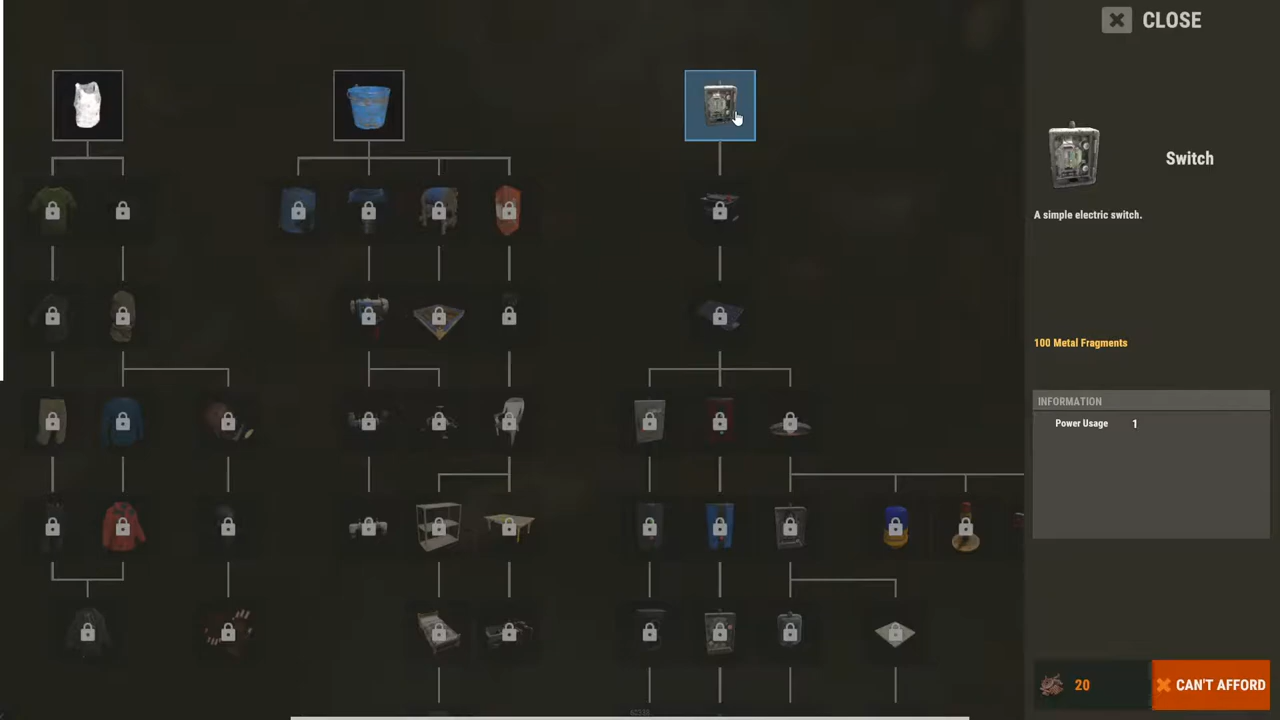 CLOSE
Switch
A simple electric switch.
100 Metal Fragments
INFORMATION
Power Usage 1
20
CAN'T AFFORD